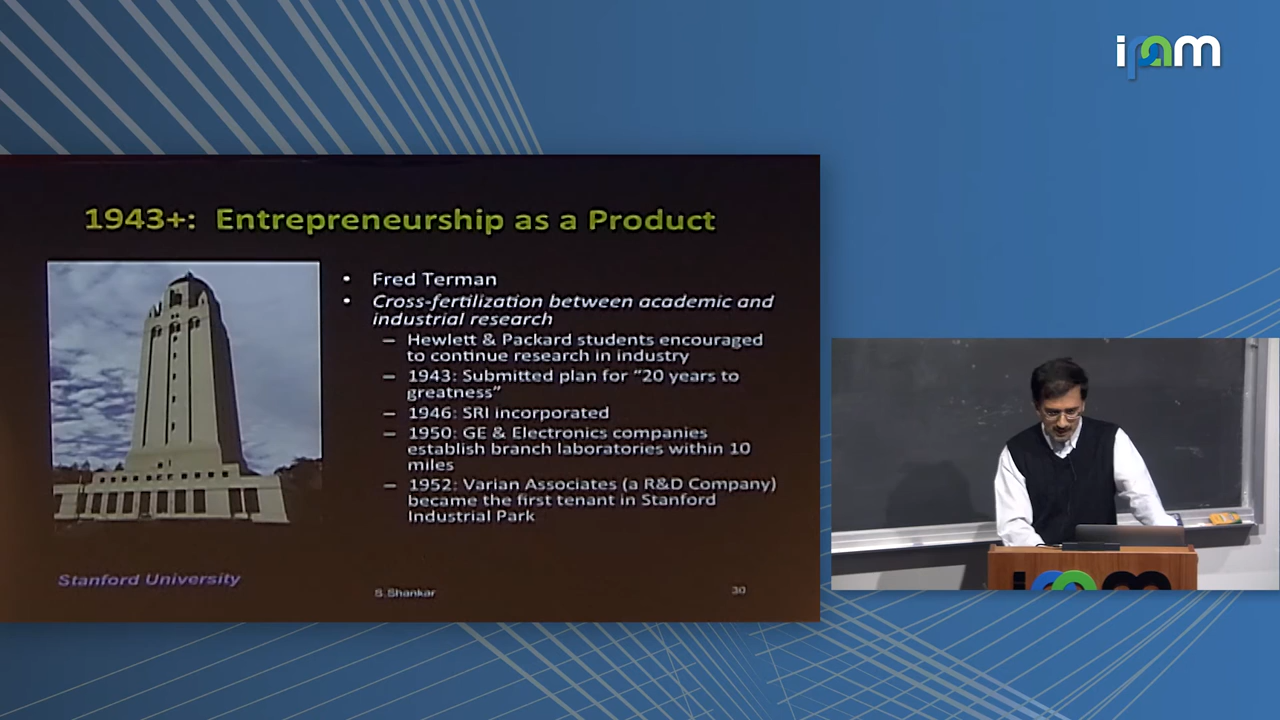 ipam
1943+: Entrepreneurship as a Product
• Fred Terman
• Cross-fertilization between academic and
industrial research
– Hewlett & Packard students encouraged
to continue research in industry
– 1943: Submitted plan for “20 years to
greatness”
– 1946: SRI incorporated
– 1950: GE & Electronics companies
establish branch laboratories within 10
miles
– 1952: Varian Associates (a R&D Company)
became the first tenant in Stanford
Industrial Park
Stanford University
S.Shankar
30
ipam